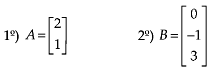 1º) A = [2 1] 2º) B = [0 -1 3]